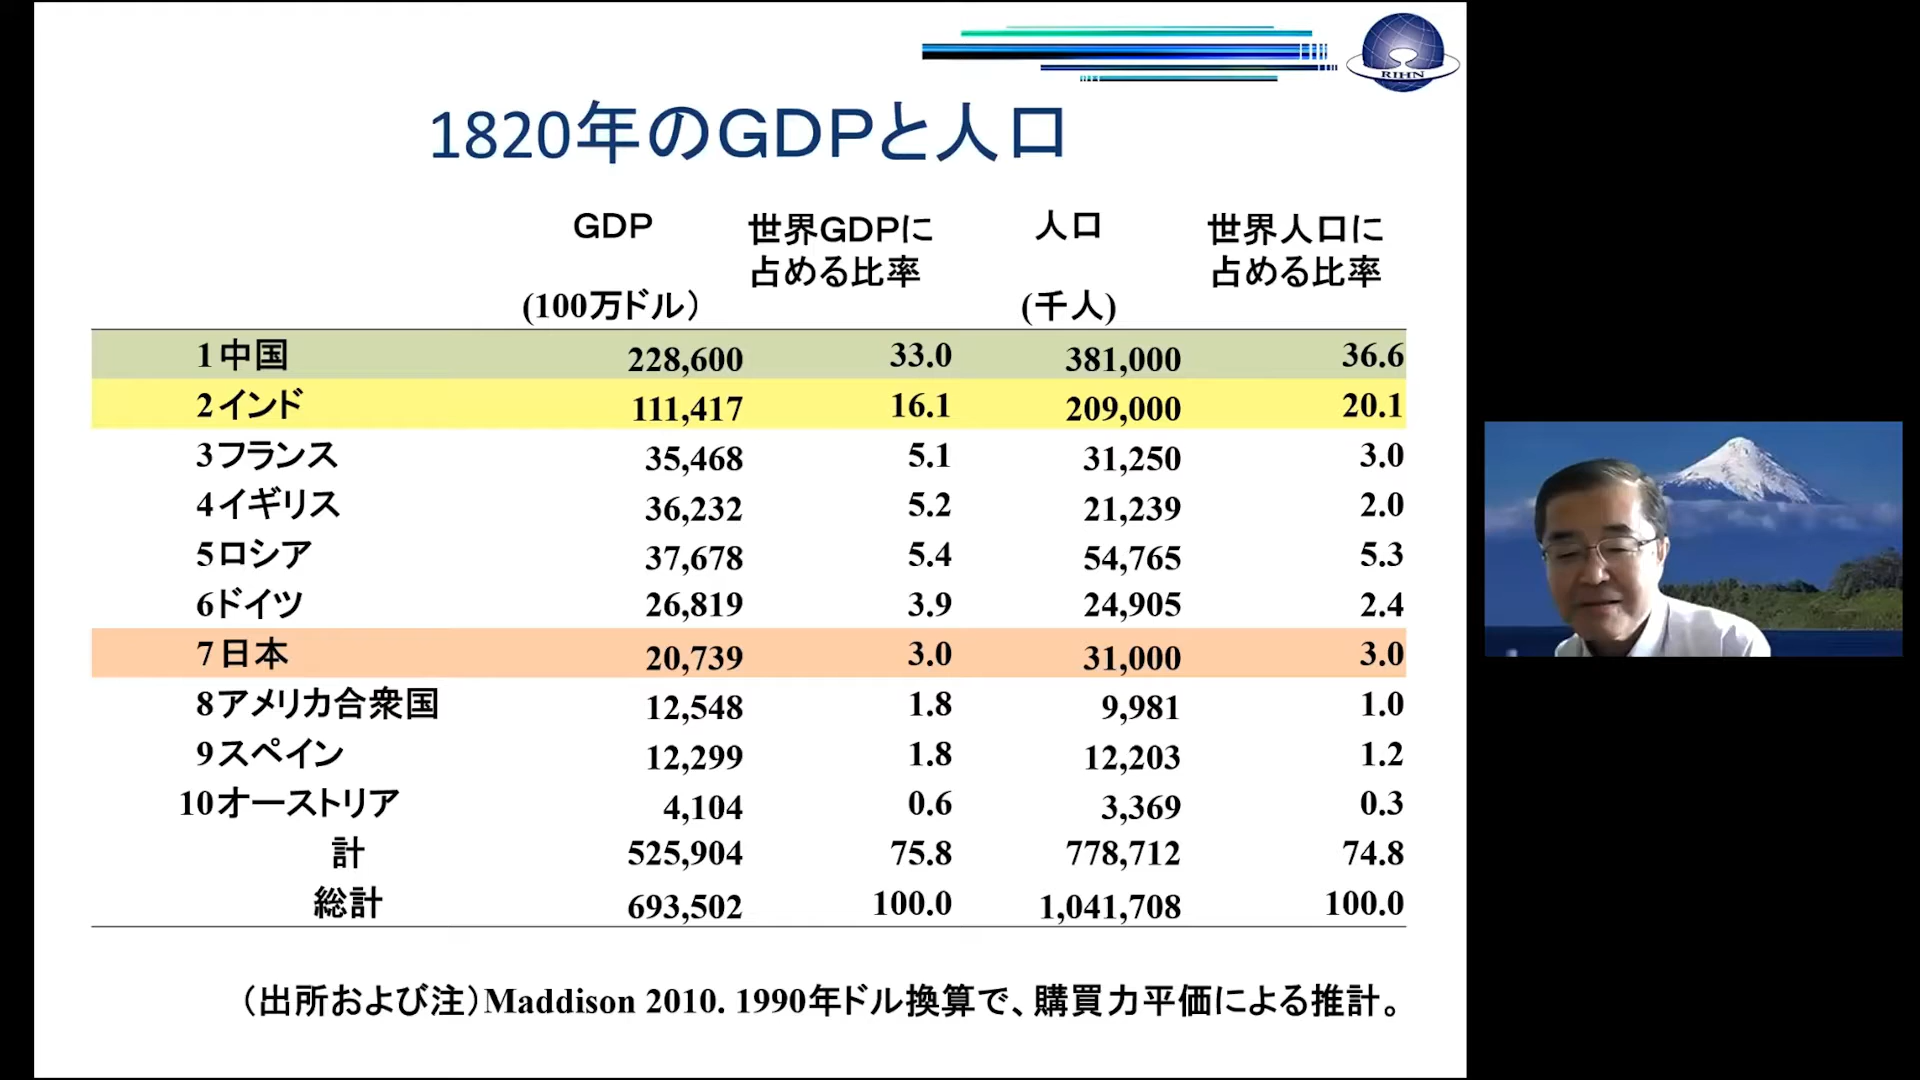 RIHN
1820年のGDPと人口
GDP 世界GDPに 人口 世界人口に
占める比率 占める比率
(100万ドル) (千人)
1 中国 228,600 33.0 381,000 36.6
2 インド 111,417 16.1 209,000 20.1
3 フランス 35,468 5.1 31,250 3.0
4 イギリス 36,232 5.2 21,239 2.0
5 ロシア 37,678 5.4 54,765 5.3
6 ドイツ 26,819 3.9 24,905 2.4
7 日本 20,739 3.0 31,000 3.0
8 アメリカ合衆国 12,548 1.8 9,981 1.0
9 スペイン 12,299 1.8 12,203 1.2
10 オーストリア 4,104 0.6 3,369 0.3
計 525,904 75.8 778,712 74.8
総計 693,502 100.0 1,041,708 100.0
（出所および注）Maddison 2010. 1990年ドル換算で、購買力平価による推計。